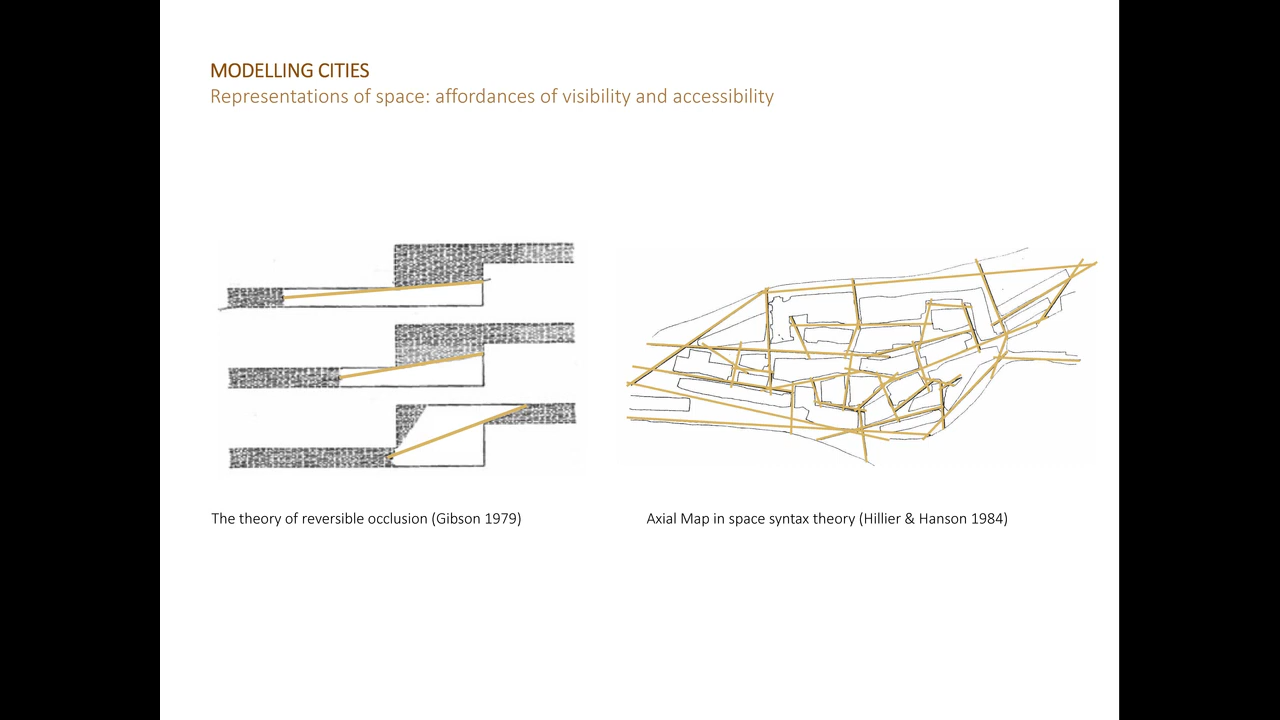 MODELLING CITIES
Representations of space: affordances of visibility and accessibility
The theory of reversible occlusion (Gibson 1979)
Axial Map in space syntax theory (Hillier & Hanson 1984)